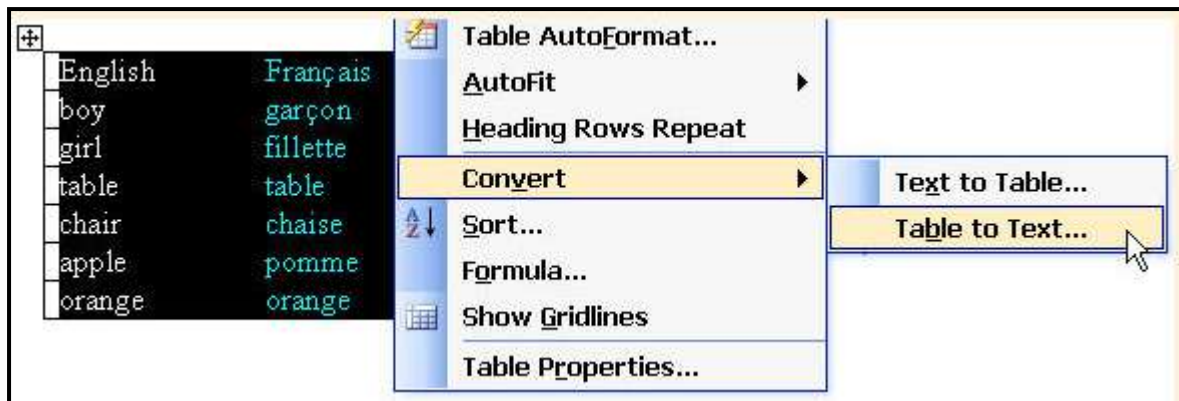 English Français
boy garçon
girl fillette
table table
chair chaise
apple pomme
orange orange
Table AutoFormat...
AutoFit
Heading Rows Repeat
Convert
Sort...
Formula...
Show Gridlines
Table Properties...
Text to Table...
Table to Text...